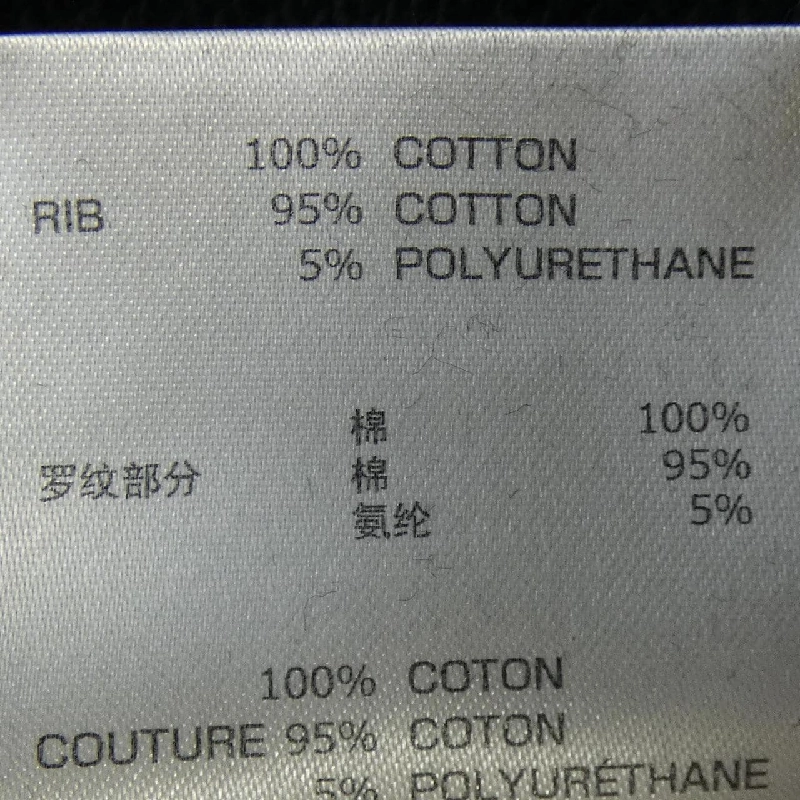 100% COTTON
RIB 95% COTTON
5% POLYURETHANE
棉 100%
罗纹部分 棉 95%
氨纶 5%
100% COTON
COUTURE 95% COTON
5% POLYURÉTHANE